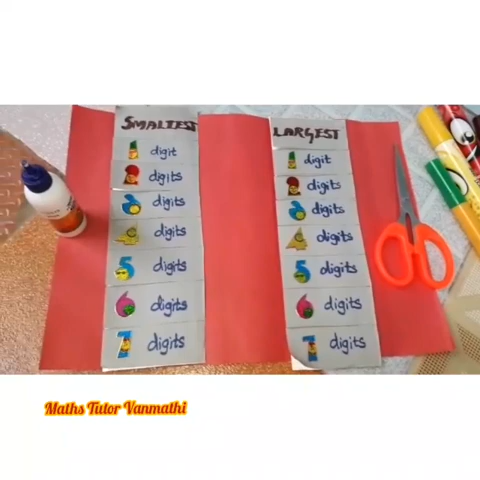 SMALLEST
1 digit
2 digits
3 digits
4 digits
5 digits
6 digits
7 digits
LARGEST
1 digit
2 digits
3 digits
4 digits
5 digits
6 digits
7 digits
Maths Tutor Vanmathi